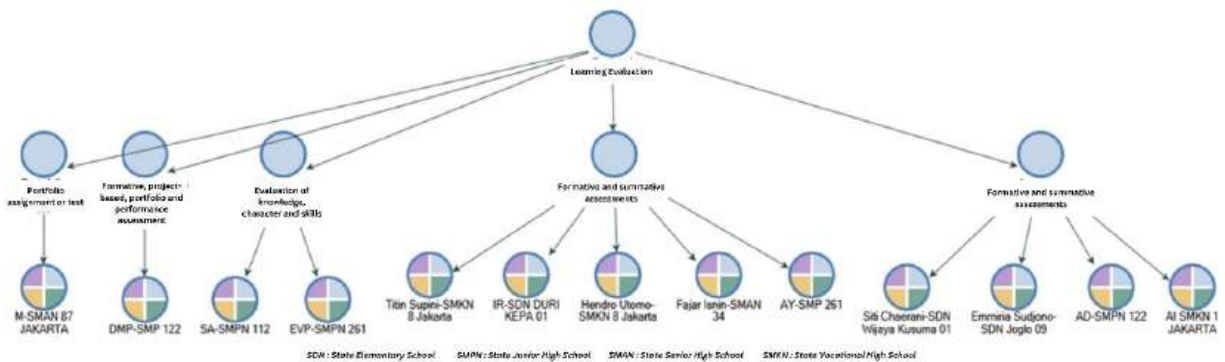 Learning Evaluation
Portfolio
assignment or test
Formative, project-
based, portfolio and
performance
assessment
Evaluation of
knowledge,
character and skills
Formative and summative
assessments
Formative and summative
assessments
M-SMAN 87
JAKARTA
DMP-SMP 122
SA-SMPN 112
EVP-SMPN 261
Titin Supini-SMKN
8 Jakarta
IR-SDN DURI
KEPA 01
Hendro Utomo-
SMKN 8 Jakarta
Fajar Isnin-SMAN
34
AY-SMP 261
Siti Chaerani-SDN
Wijaya Kusuma 01
Emmiria Sudjono-
SDN Joglo 09
AD-SMPN 122
AI SMKN 1
JAKARTA
SDN : State Elementary School SMPN : State Junior High School SMAN : State Senior High School SMKN : State Vocational High School